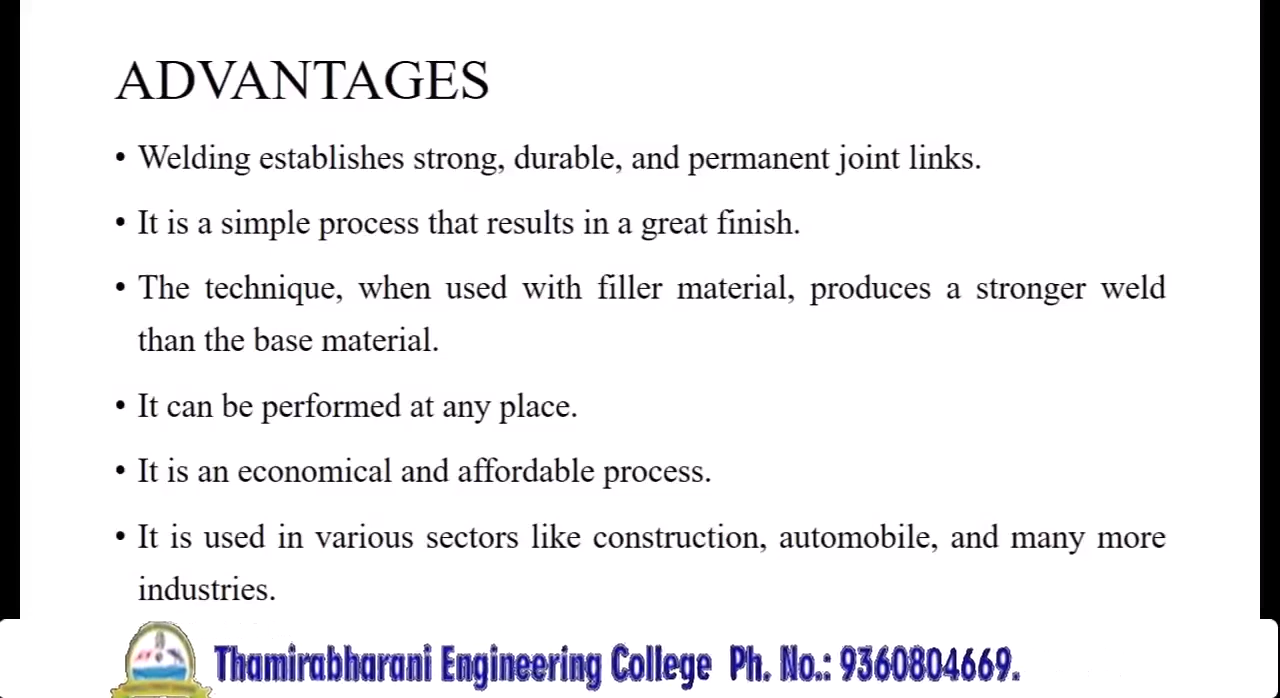 ADVANTAGES
• Welding establishes strong, durable, and permanent joint links.
• It is a simple process that results in a great finish.
• The technique, when used with filler material, produces a stronger weld
than the base material.
• It can be performed at any place.
• It is an economical and affordable process.
• It is used in various sectors like construction, automobile, and many more
industries.
Thamirabharani Engineering College Ph. No.: 9360804669.